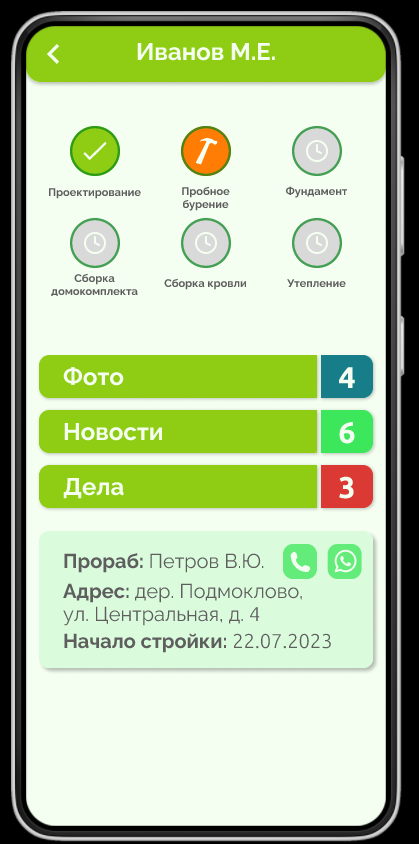 Иванов М.Е.
Проектирование
Пробное
бурение
Фундамент
Сборка
домокомплекта
Сборка кровли
Утепление
Фото 4
Новости 6
Дела 3
Прораб: Петров В.Ю.
Адрес: дер. Подмоклово,
ул. Центральная, д. 4
Начало стройки: 22.07.2023